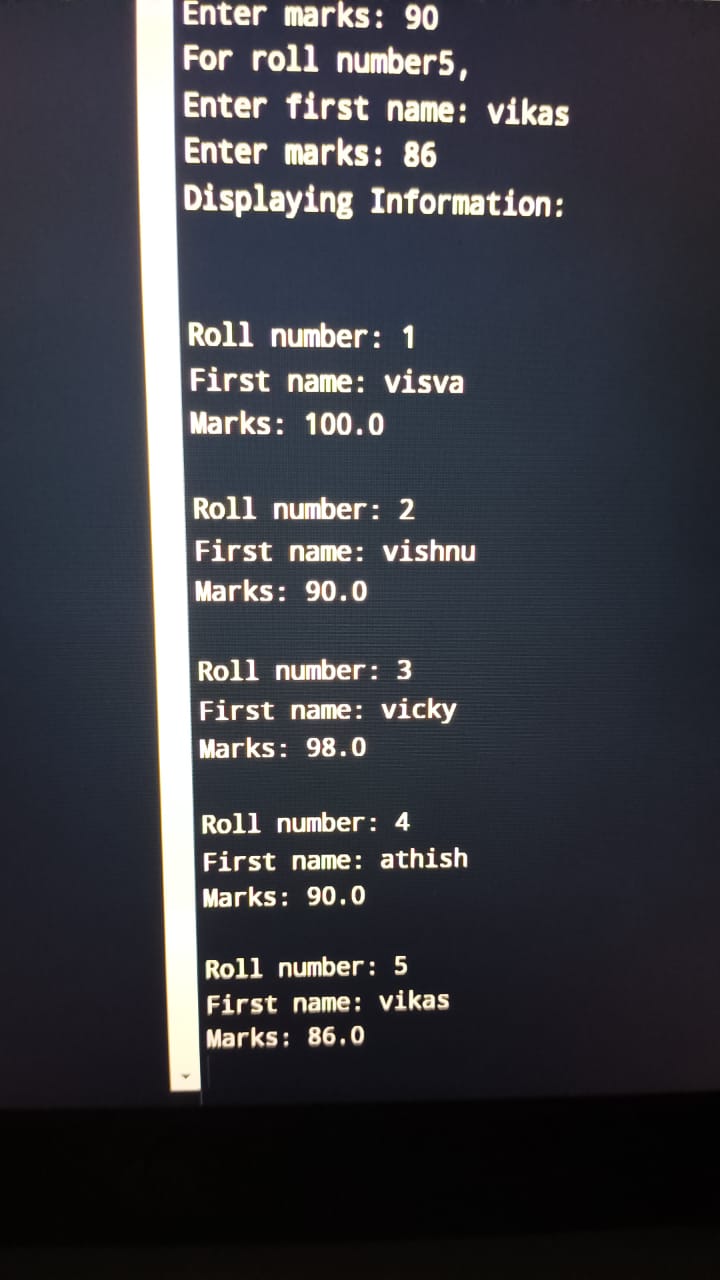 Enter marks: 90
For roll number5,
Enter first name: vikas
Enter marks: 86
Displaying Information:
Roll number: 1
First name: visva
Marks: 100.0
Roll number: 2
First name: vishnu
Marks: 90.0
Roll number: 3
First name: vicky
Marks: 98.0
Roll number: 4
First name: athish
Marks: 90.0
Roll number: 5
First name: vikas
Marks: 86.0